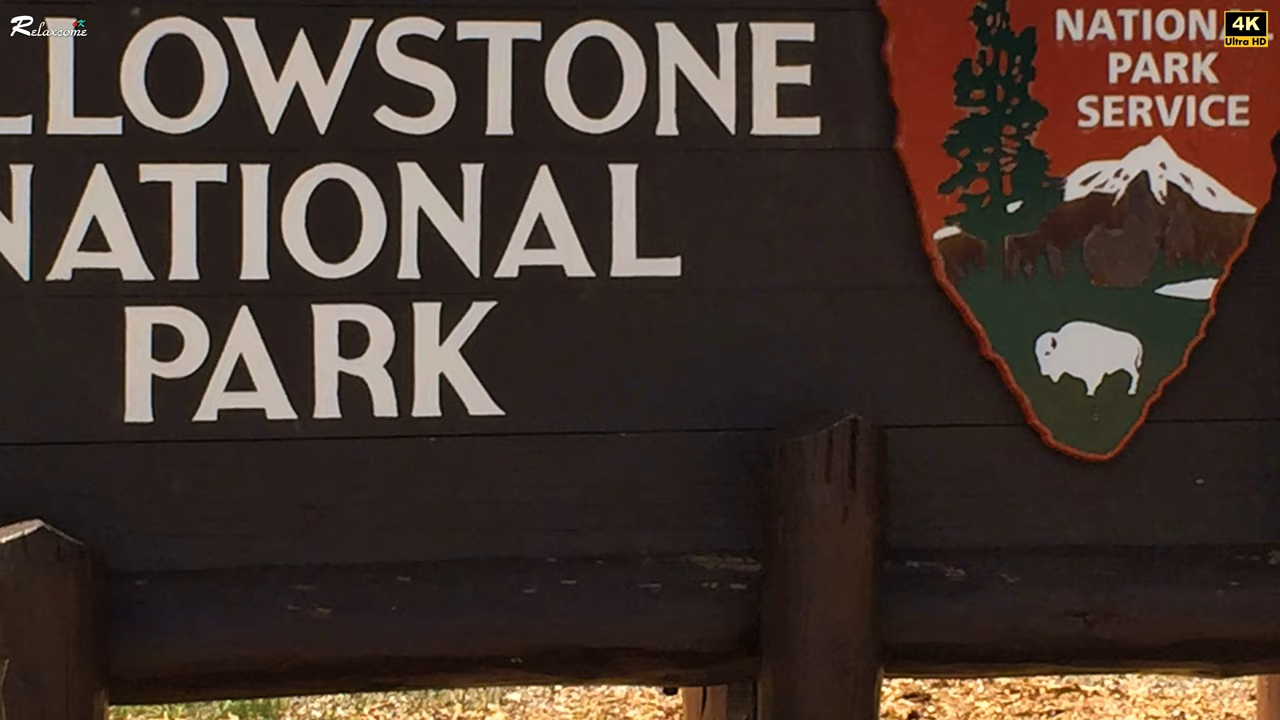 Relaxcome
4K
Ultra HD
LLOWSTONE
NATIONAL
PARK
NATIONAL
PARK
SERVICE